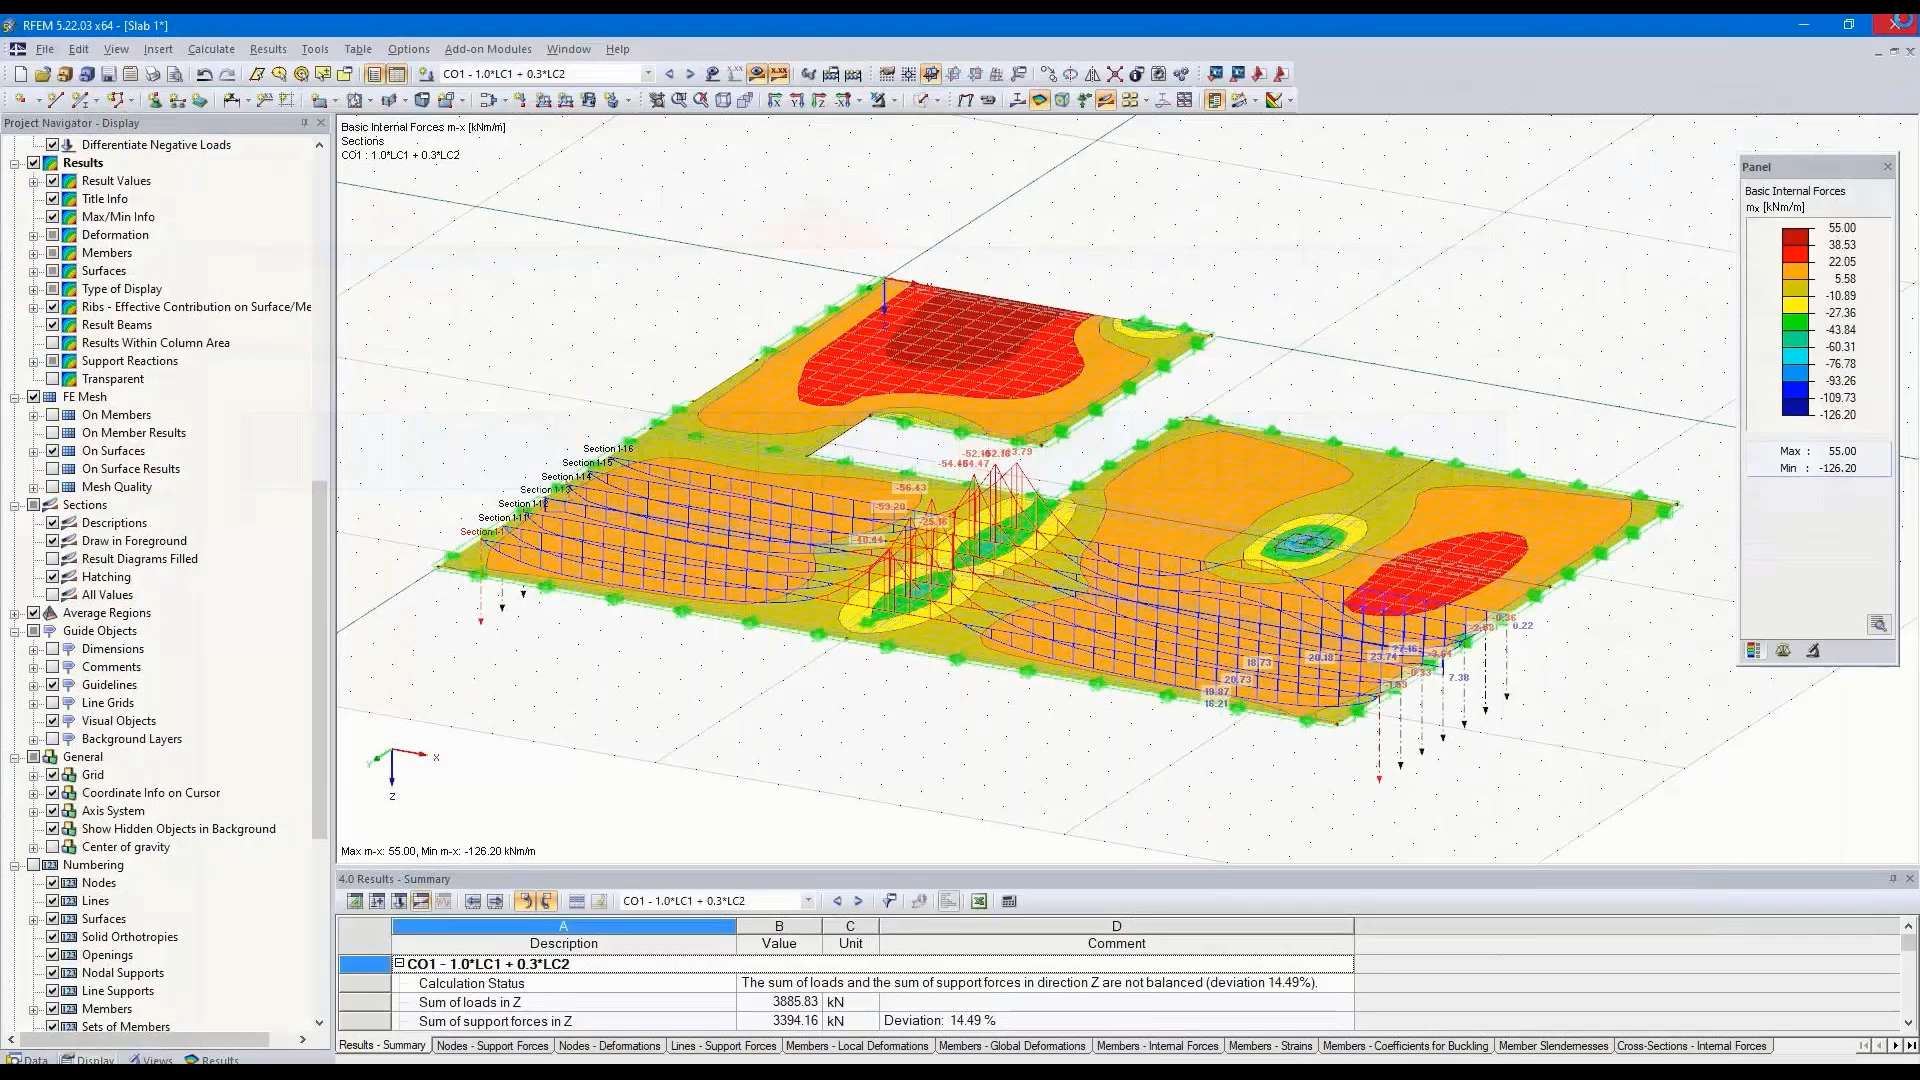 RFEM 5.22.03 x64 - [Slab 1*]
File Edit View Insert Calculate Results Tools Table Options Add-on Modules Window Help
CO1 - 1.0*LC1 + 0.3*LC2
Project Navigator - Display
Differentiate Negative Loads
Results
Result Values
Title Info
Max/Min Info
Deformation
Members
Surfaces
Type of Display
Ribs - Effective Contribution on Surface/Me
Result Beams
Results Within Column Area
Support Reactions
Transparent
FE Mesh
On Members
On Member Results
On Surfaces
On Surface Results
Mesh Quality
Sections
Descriptions
Draw in Foreground
Result Diagrams Filled
Hatching
All Values
Average Regions
Guide Objects
Dimensions
Comments
Guidelines
Line Grids
Visual Objects
Background Layers
General
Grid
Coordinate Info on Cursor
Axis System
Show Hidden Objects in Background
Center of gravity
Numbering
Nodes
Lines
Surfaces
Solid Orthotropies
Openings
Nodal Supports
Line Supports
Members
Sets of Members
Data Display Views Results
Basic Internal Forces m-x [kNm/m]
Sections
CO1 : 1.0*LC1 + 0.3*LC2
Section 1-16
Section 1-15
Section 1-14
Section 1-13
Section 1-12
Section 1-11
-56.43
-53.20
-25.16
-40.44
18.73
20.18
23.74
27.16
20.73
19.87
16.21
7.38
0.22
X
Y
Z
Max m-x: 55.00, Min m-x: -126.20 kNm/m
Panel
Basic Internal Forces
mx [kNm/m]
55.00
38.53
22.05
5.58
-10.89
-27.36
-43.84
-60.31
-76.78
-93.26
-109.73
-126.20
Max : 55.00
Min : -126.20
4.0 Results - Summary
CO1 - 1.0*LC1 + 0.3*LC2
A B C D
Description Value Unit Comment
CO1 - 1.0*LC1 + 0.3*LC2
Calculation Status The sum of loads and the sum of support forces in direction Z are not balanced (deviation 14.49%).
Sum of loads in Z 3885.83 kN
Sum of support forces in Z 3394.16 kN Deviation: 14.49 %
Results - Summary Nodes - Support Forces Nodes - Deformations Lines - Support Forces Members - Local Deformations Members - Global Deformations Members - Internal Forces Members - Strains Members - Coefficients for Buckling Member Slendernesses Cross-Sections - Internal Forces